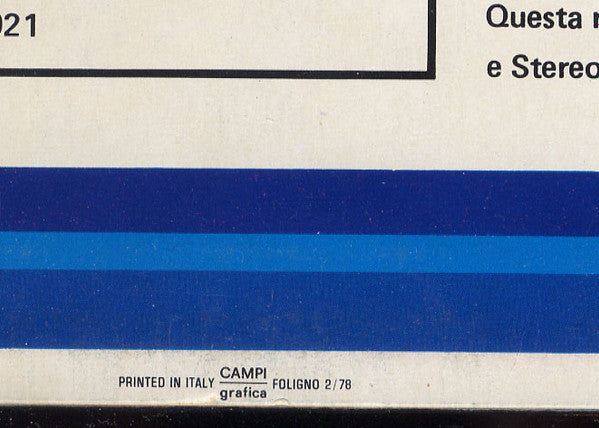 021
Questa
e Stereo
PRINTED IN ITALY CAMPI grafica FOLIGNO 2/78